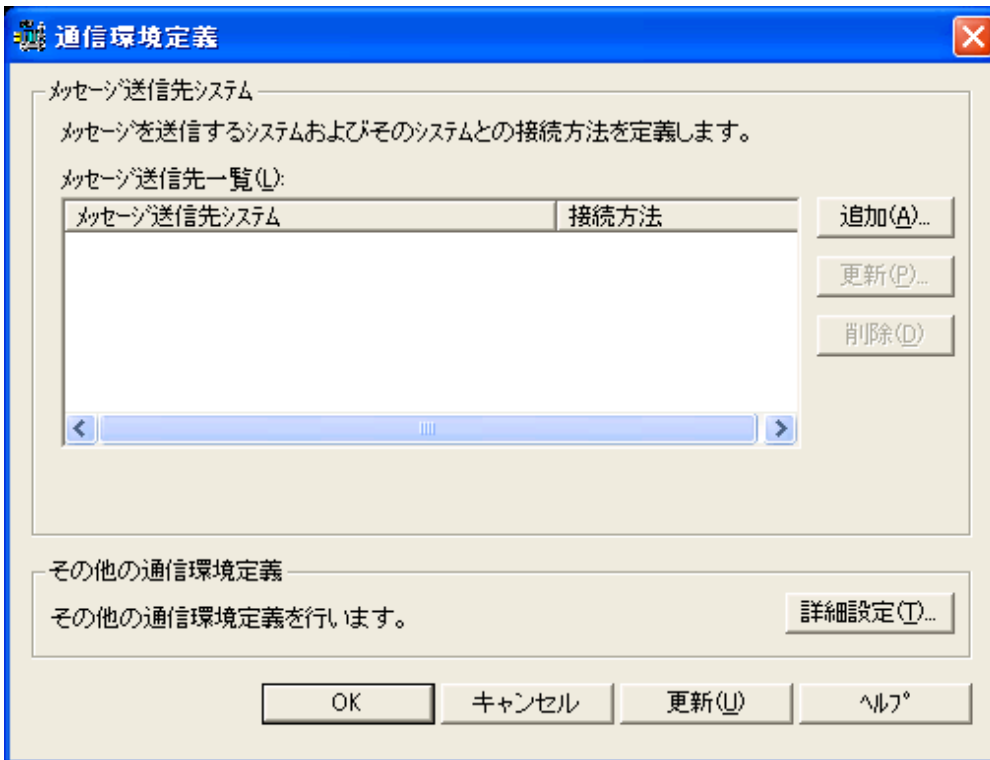 通信環境定義
メッセージ送信先システム
メッセージを送信するシステムおよびそのシステムとの接続方法を定義します。
メッセージ送信先一覧(L):
メッセージ送信先システム 接続方法
追加(A)...
更新(P)...
削除(D)
その他の通信環境定義
その他の通信環境定義を行います。
詳細設定(T)...
OK キャンセル 更新(U) ヘルプ